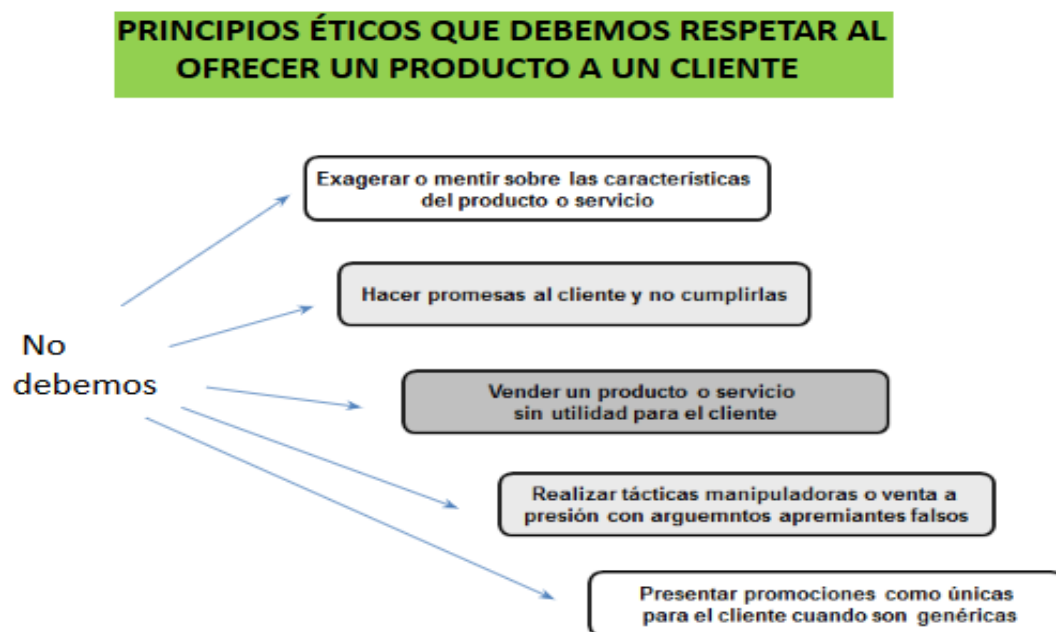 PRINCIPIOS ÉTICOS QUE DEBEMOS RESPETAR AL
OFRECER UN PRODUCTO A UN CLIENTE
Exagerar o mentir sobre las características
del producto o servicio
Hacer promesas al cliente y no cumplirlas
No
debemos
Vender un producto o servicio
sin utilidad para el cliente
Realizar tácticas manipuladoras o venta a
presión con arguemntos apremiantes falsos
Presentar promociones como únicas
para el cliente cuando son genéricas